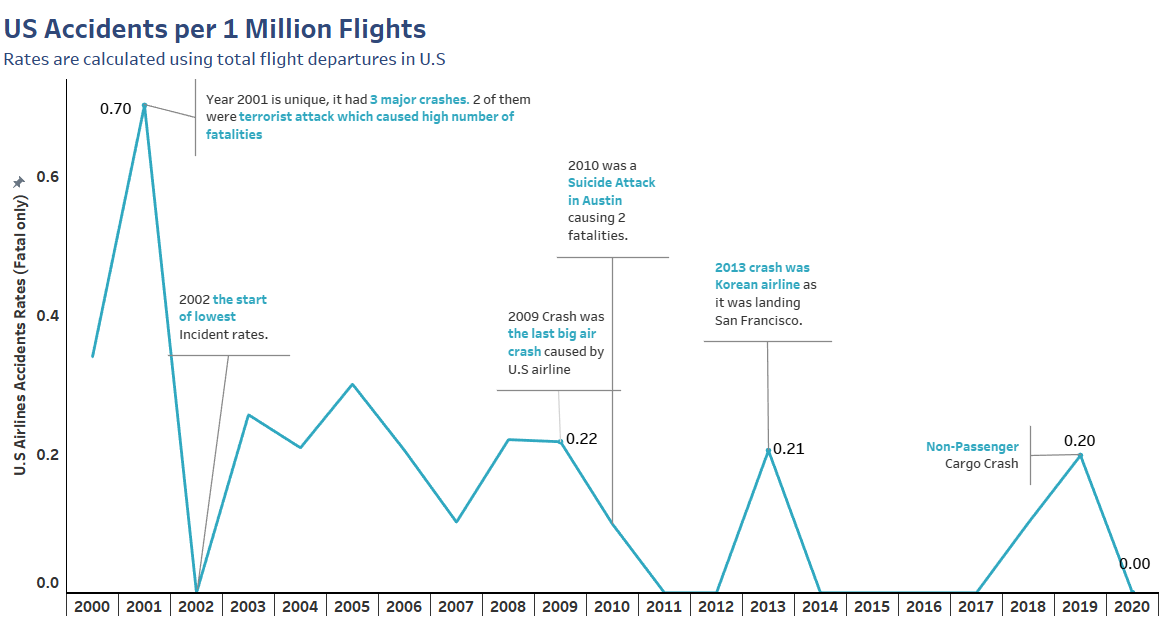 US Accidents per 1 Million Flights
Rates are calculated using total flight departures in U.S
U.S Airlines Accidents Rates (Fatal only)
0.6
0.4
0.2
0.0
0.70
Year 2001 is unique, it had 3 major crashes. 2 of them
were terrorist attack which caused high number of
fatalities
2002 the start
of lowest
Incident rates.
2009 Crash was
the last big air
crash caused by
U.S airline
0.22
2010 was a
Suicide Attack
in Austin
causing 2
fatalities.
2013 crash was
Korean airline as
it was landing
San Francisco.
0.21
Non-Passenger
Cargo Crash
0.20
0.00
2000 2001 2002 2003 2004 2005 2006 2007 2008 2009 2010 2011 2012 2013 2014 2015 2016 2017 2018 2019 2020